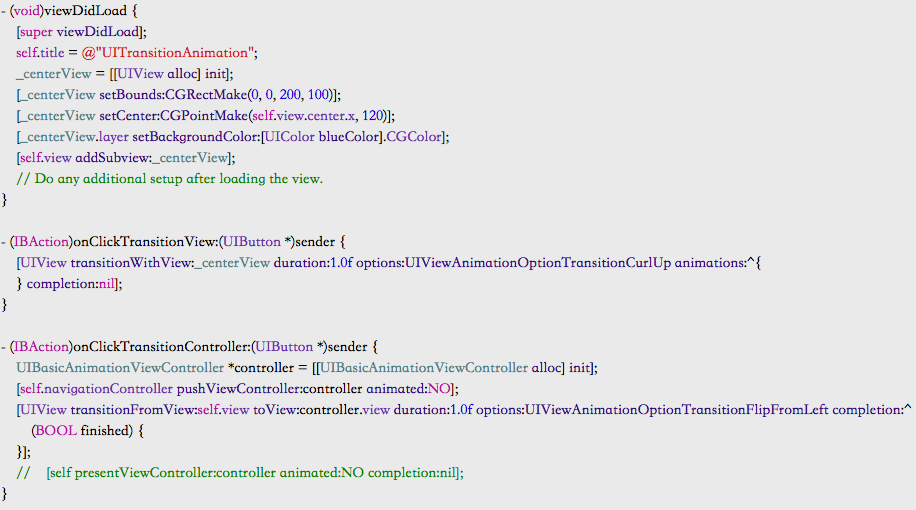 - (void)viewDidLoad {
[super viewDidLoad];
self.title = @"UITransitionAnimation";
_centerView = [[UIView alloc] init];
[_centerView setBounds:CGRectMake(0, 0, 200, 100)];
[_centerView setCenter:CGPointMake(self.view.center.x, 120)];
[_centerView.layer setBackgroundColor:[UIColor blueColor].CGColor];
[self.view addSubview:_centerView];
// Do any additional setup after loading the view.
}
- (IBAction)onClickTransitionView:(UIButton *)sender {
[UIView transitionWithView:_centerView duration:1.0f options:UIViewAnimationOptionTransitionCurlUp animations:^{
} completion:nil];
}
- (IBAction)onClickTransitionController:(UIButton *)sender {
UIBasicAnimationViewController *controller = [[UIBasicAnimationViewController alloc] init];
[self.navigationController pushViewController:controller animated:NO];
[UIView transitionFromView:self.view toView:controller.view duration:1.0f options:UIViewAnimationOptionTransitionFlipFromLeft completion:^
(BOOL finished) {
}];
// [self presentViewController:controller animated:NO completion:nil];
}